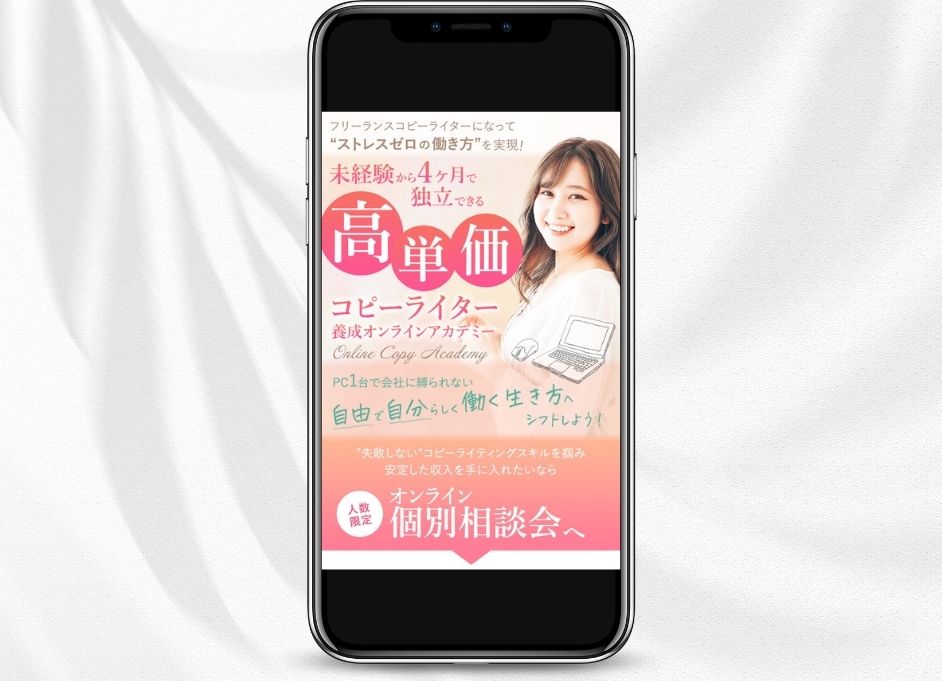 フリーランスコピーライターになって
“ストレスゼロの働き方”を実現!
未経験から4ヶ月で
独立できる
高単価
コピーライター
養成オンラインアカデミー
Online Copy Academy
PC1台で会社に縛られない
自由で自分らしく働く生き方へ
シフトしよう!
"失敗しない"コピーライティングスキルを掴み
安定した収入を手に入れたいなら
人数
限定
オンライン
個別相談会へ